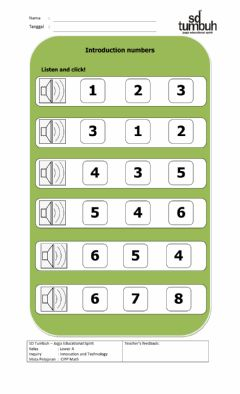 Nama :
Tanggal :
sd
tumbuh
jogja educational spirit
Introduction numbers
Listen and click!
1 2 3
3 1 2
4 3 5
5 4 6
6 5 4
6 7 8
SD Tumbuh – Jogja Educational Spirit
Kelas : Lower A
Inquiry : Innovation and Technology
Mata Pelajaran : CIPP Math
Teacher's feedback: